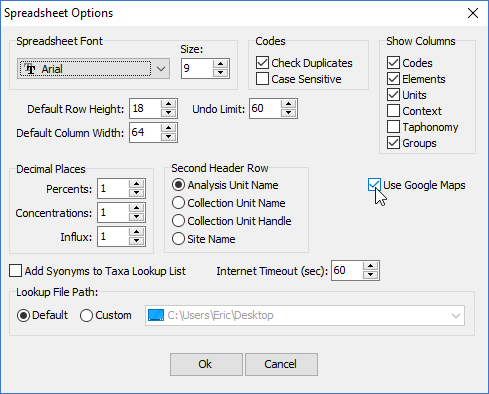 Spreadsheet Options
Spreadsheet Font
Arial
Size:
9
Codes
Check Duplicates
Case Sensitive
Show Columns
Codes
Elements
Units
Context
Taphonomy
Groups
Default Row Height: 18
Undo Limit: 60
Default Column Width: 64
Decimal Places
Percents: 1
Concentrations: 1
Influx: 1
Second Header Row
Analysis Unit Name
Collection Unit Name
Collection Unit Handle
Site Name
Use Google Maps
Add Synonyms to Taxa Lookup List
Internet Timeout (sec): 60
Lookup File Path:
Default
Custom
C:\Users\Eric\Desktop
Ok
Cancel